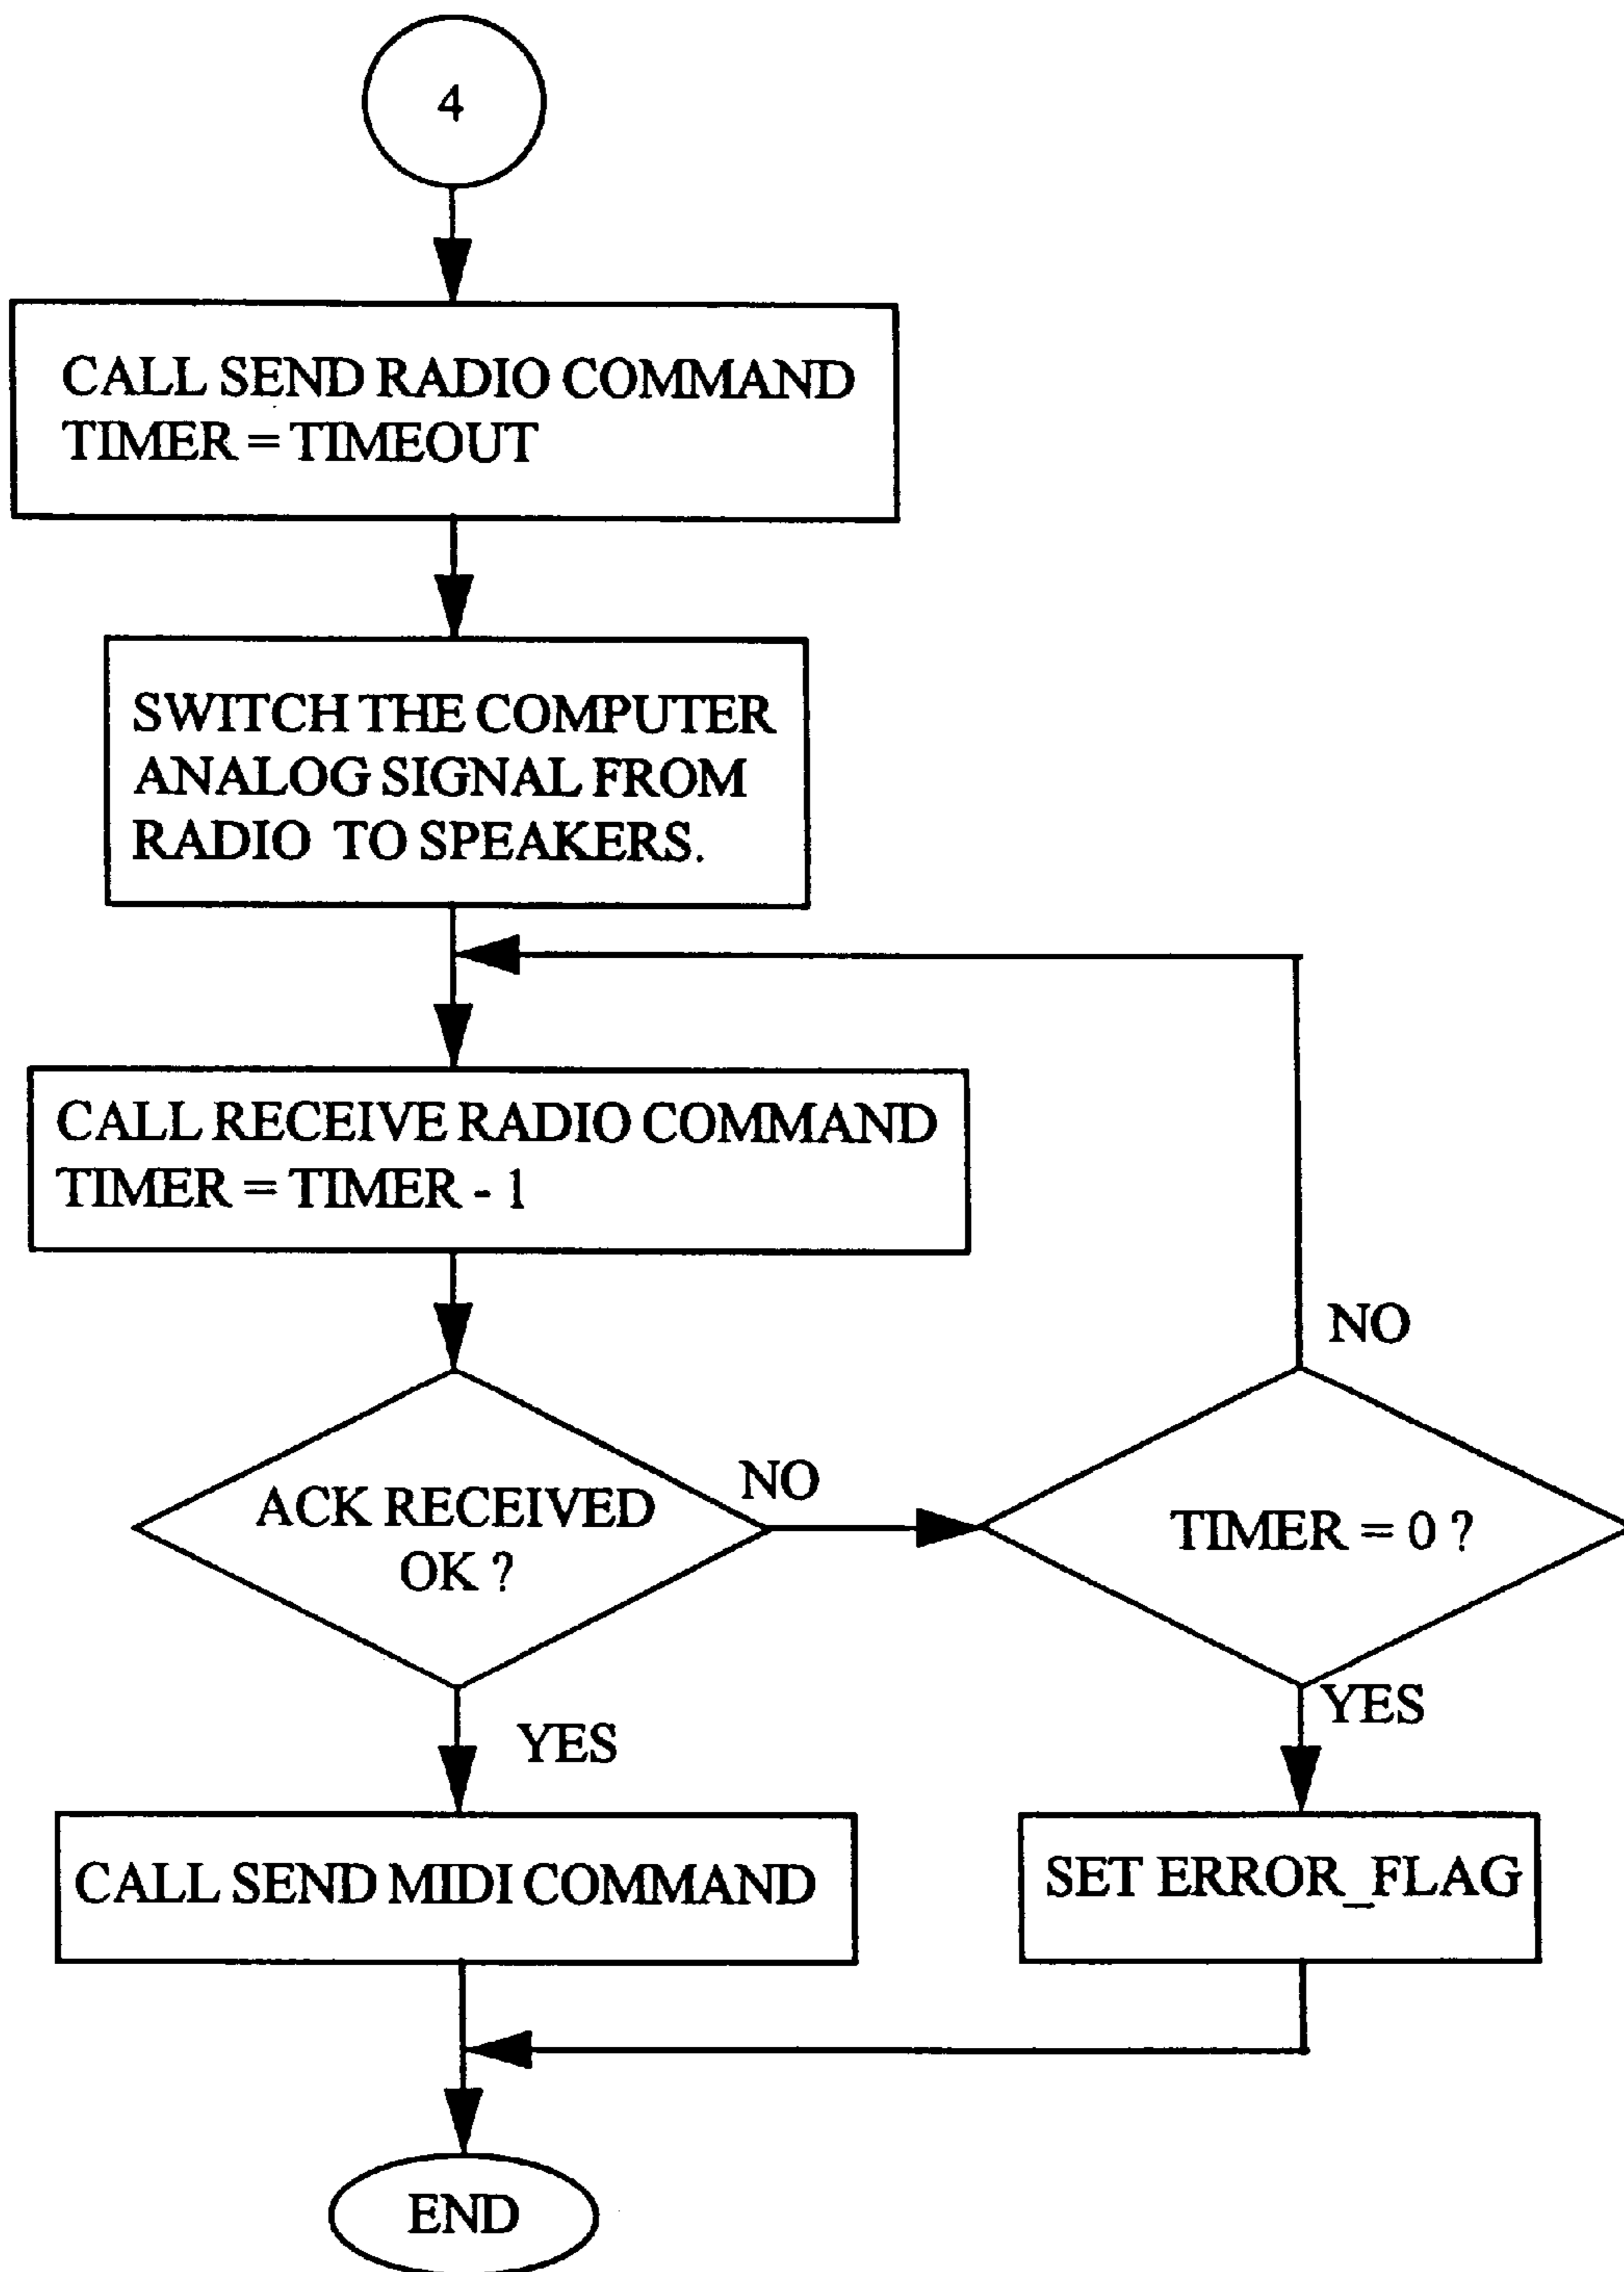 4
CALL SEND RADIO COMMAND
TIMER = TIMEOUT
SWITCH THE COMPUTER
ANALOG SIGNAL FROM
RADIO TO SPEAKERS.
CALL RECEIVE RADIO COMMAND
TIMER = TIMER - 1
NO
ACK RECEIVED
OK ?
NO
TIMER = 0 ?
YES
YES
CALL SEND MIDI COMMAND
SET ERROR_FLAG
END